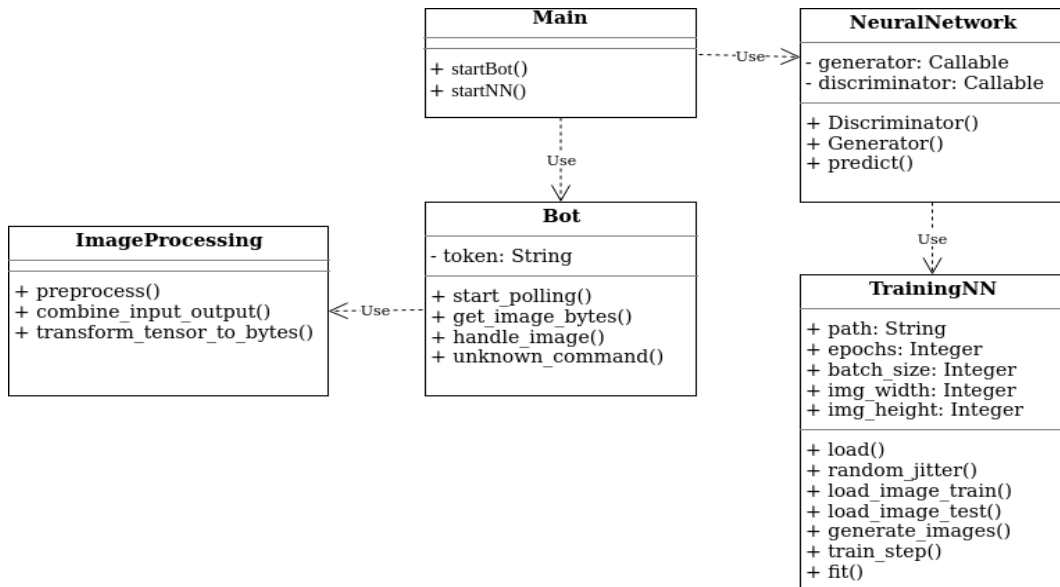 Main
+ startBot()
+ startNN()
Use
NeuralNetwork
- generator: Callable
- discriminator: Callable
+ Discriminator()
+ Generator()
+ predict()
Use
Use
ImageProcessing
+ preprocess()
+ combine_input_output()
+ transform_tensor_to_bytes()
Use
Bot
- token: String
+ start_polling()
+ get_image_bytes()
+ handle_image()
+ unknown_command()
TrainingNN
+ path: String
+ epochs: Integer
+ batch_size: Integer
+ img_width: Integer
+ img_height: Integer
+ load()
+ random_jitter()
+ load_image_train()
+ load_image_test()
+ generate_images()
+ train_step()
+ fit()